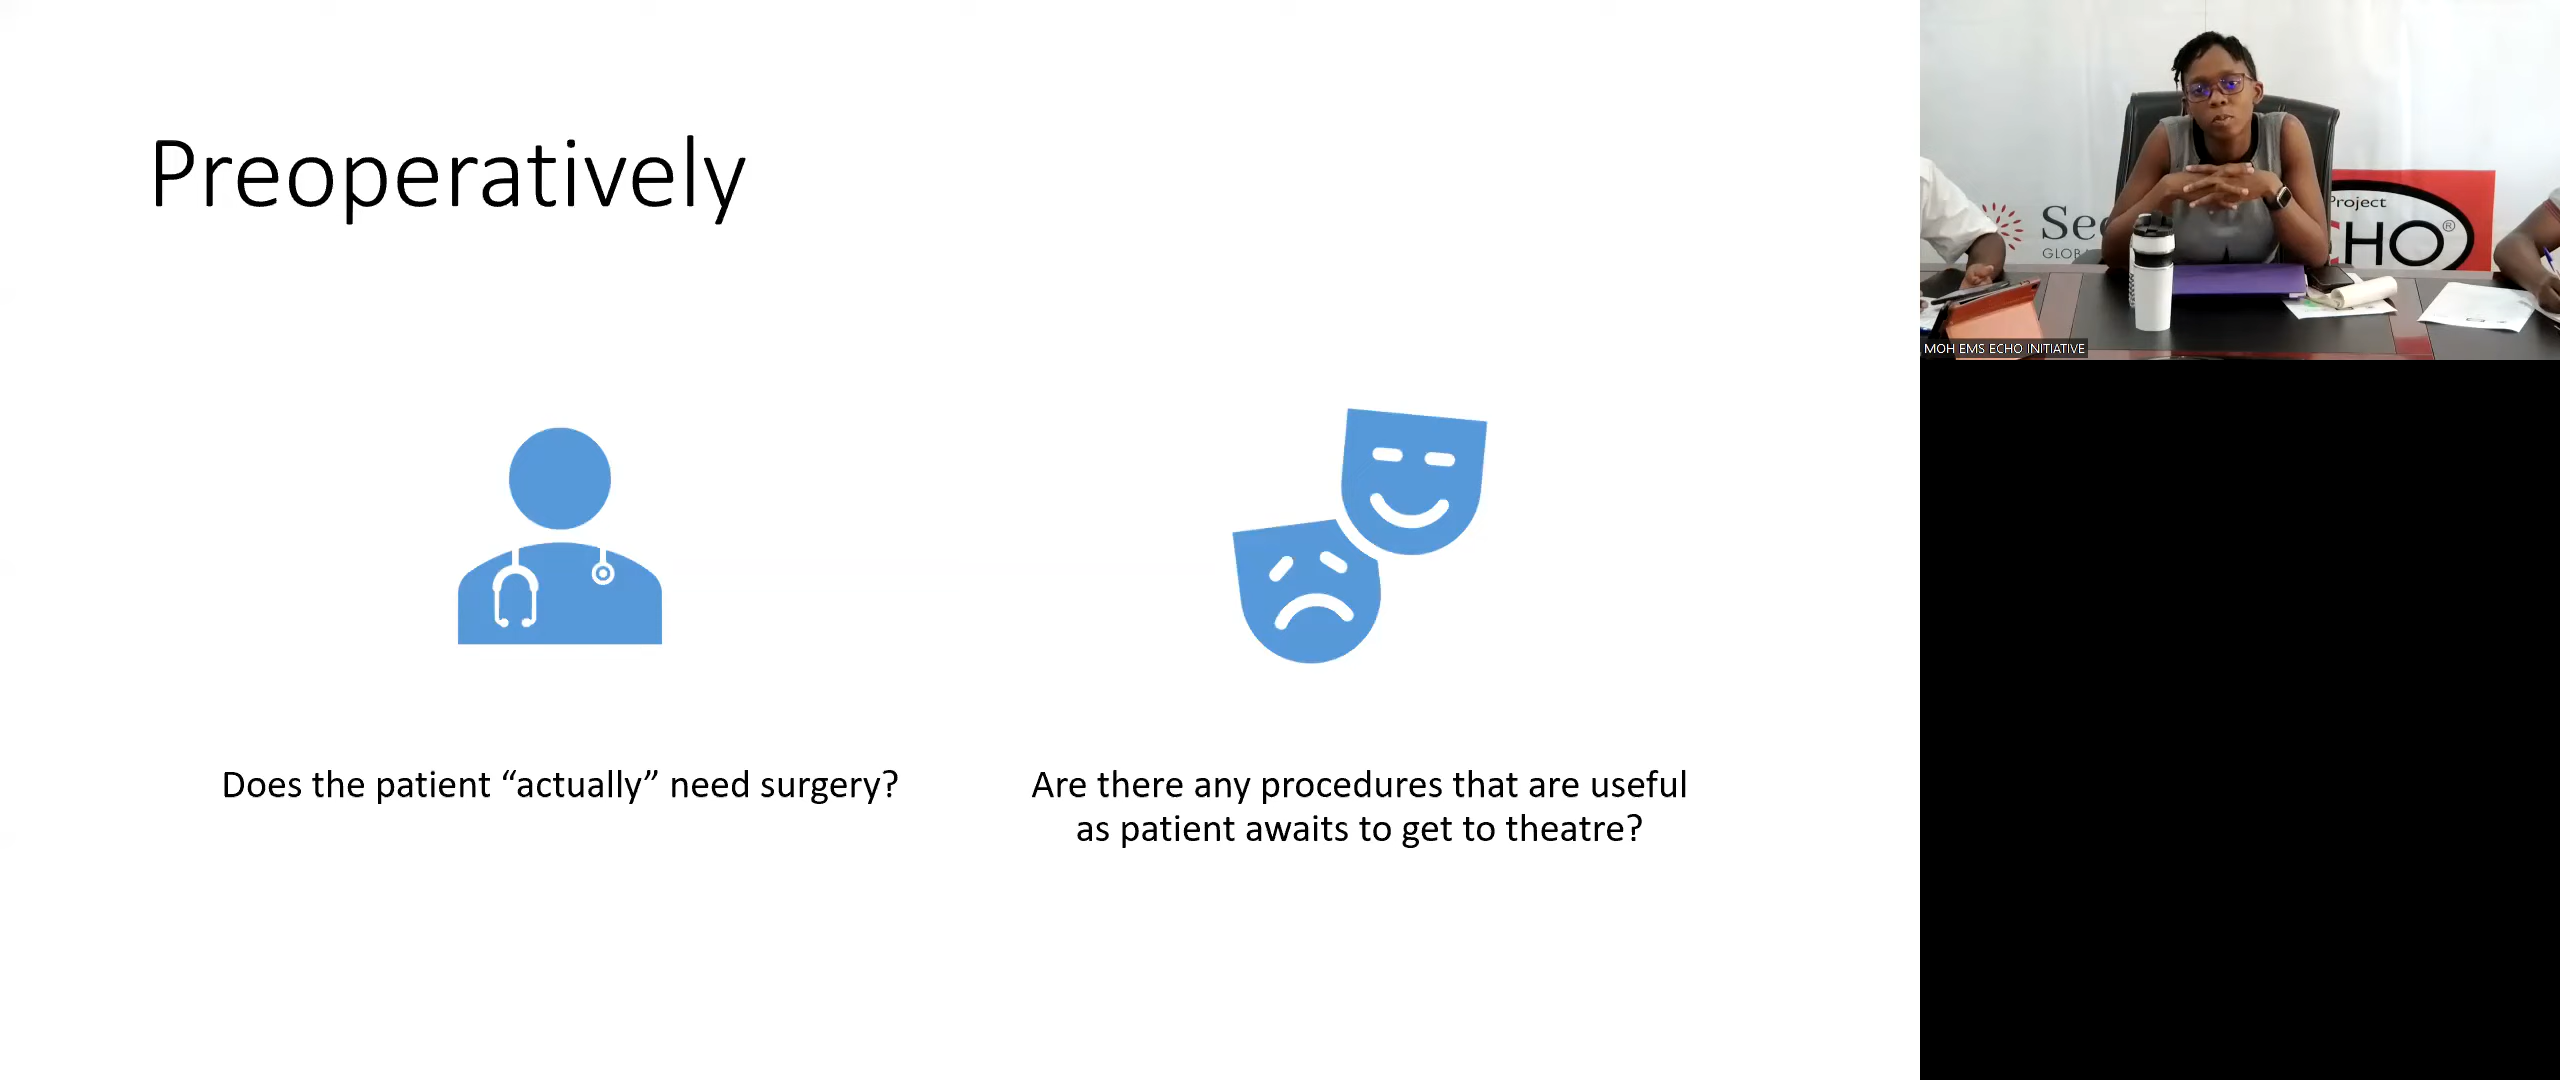 Preoperatively
Does the patient “actually” need surgery?
Are there any procedures that are useful
as patient awaits to get to theatre?
Project
HO®
MOH EMS ECHO INITIATIVE